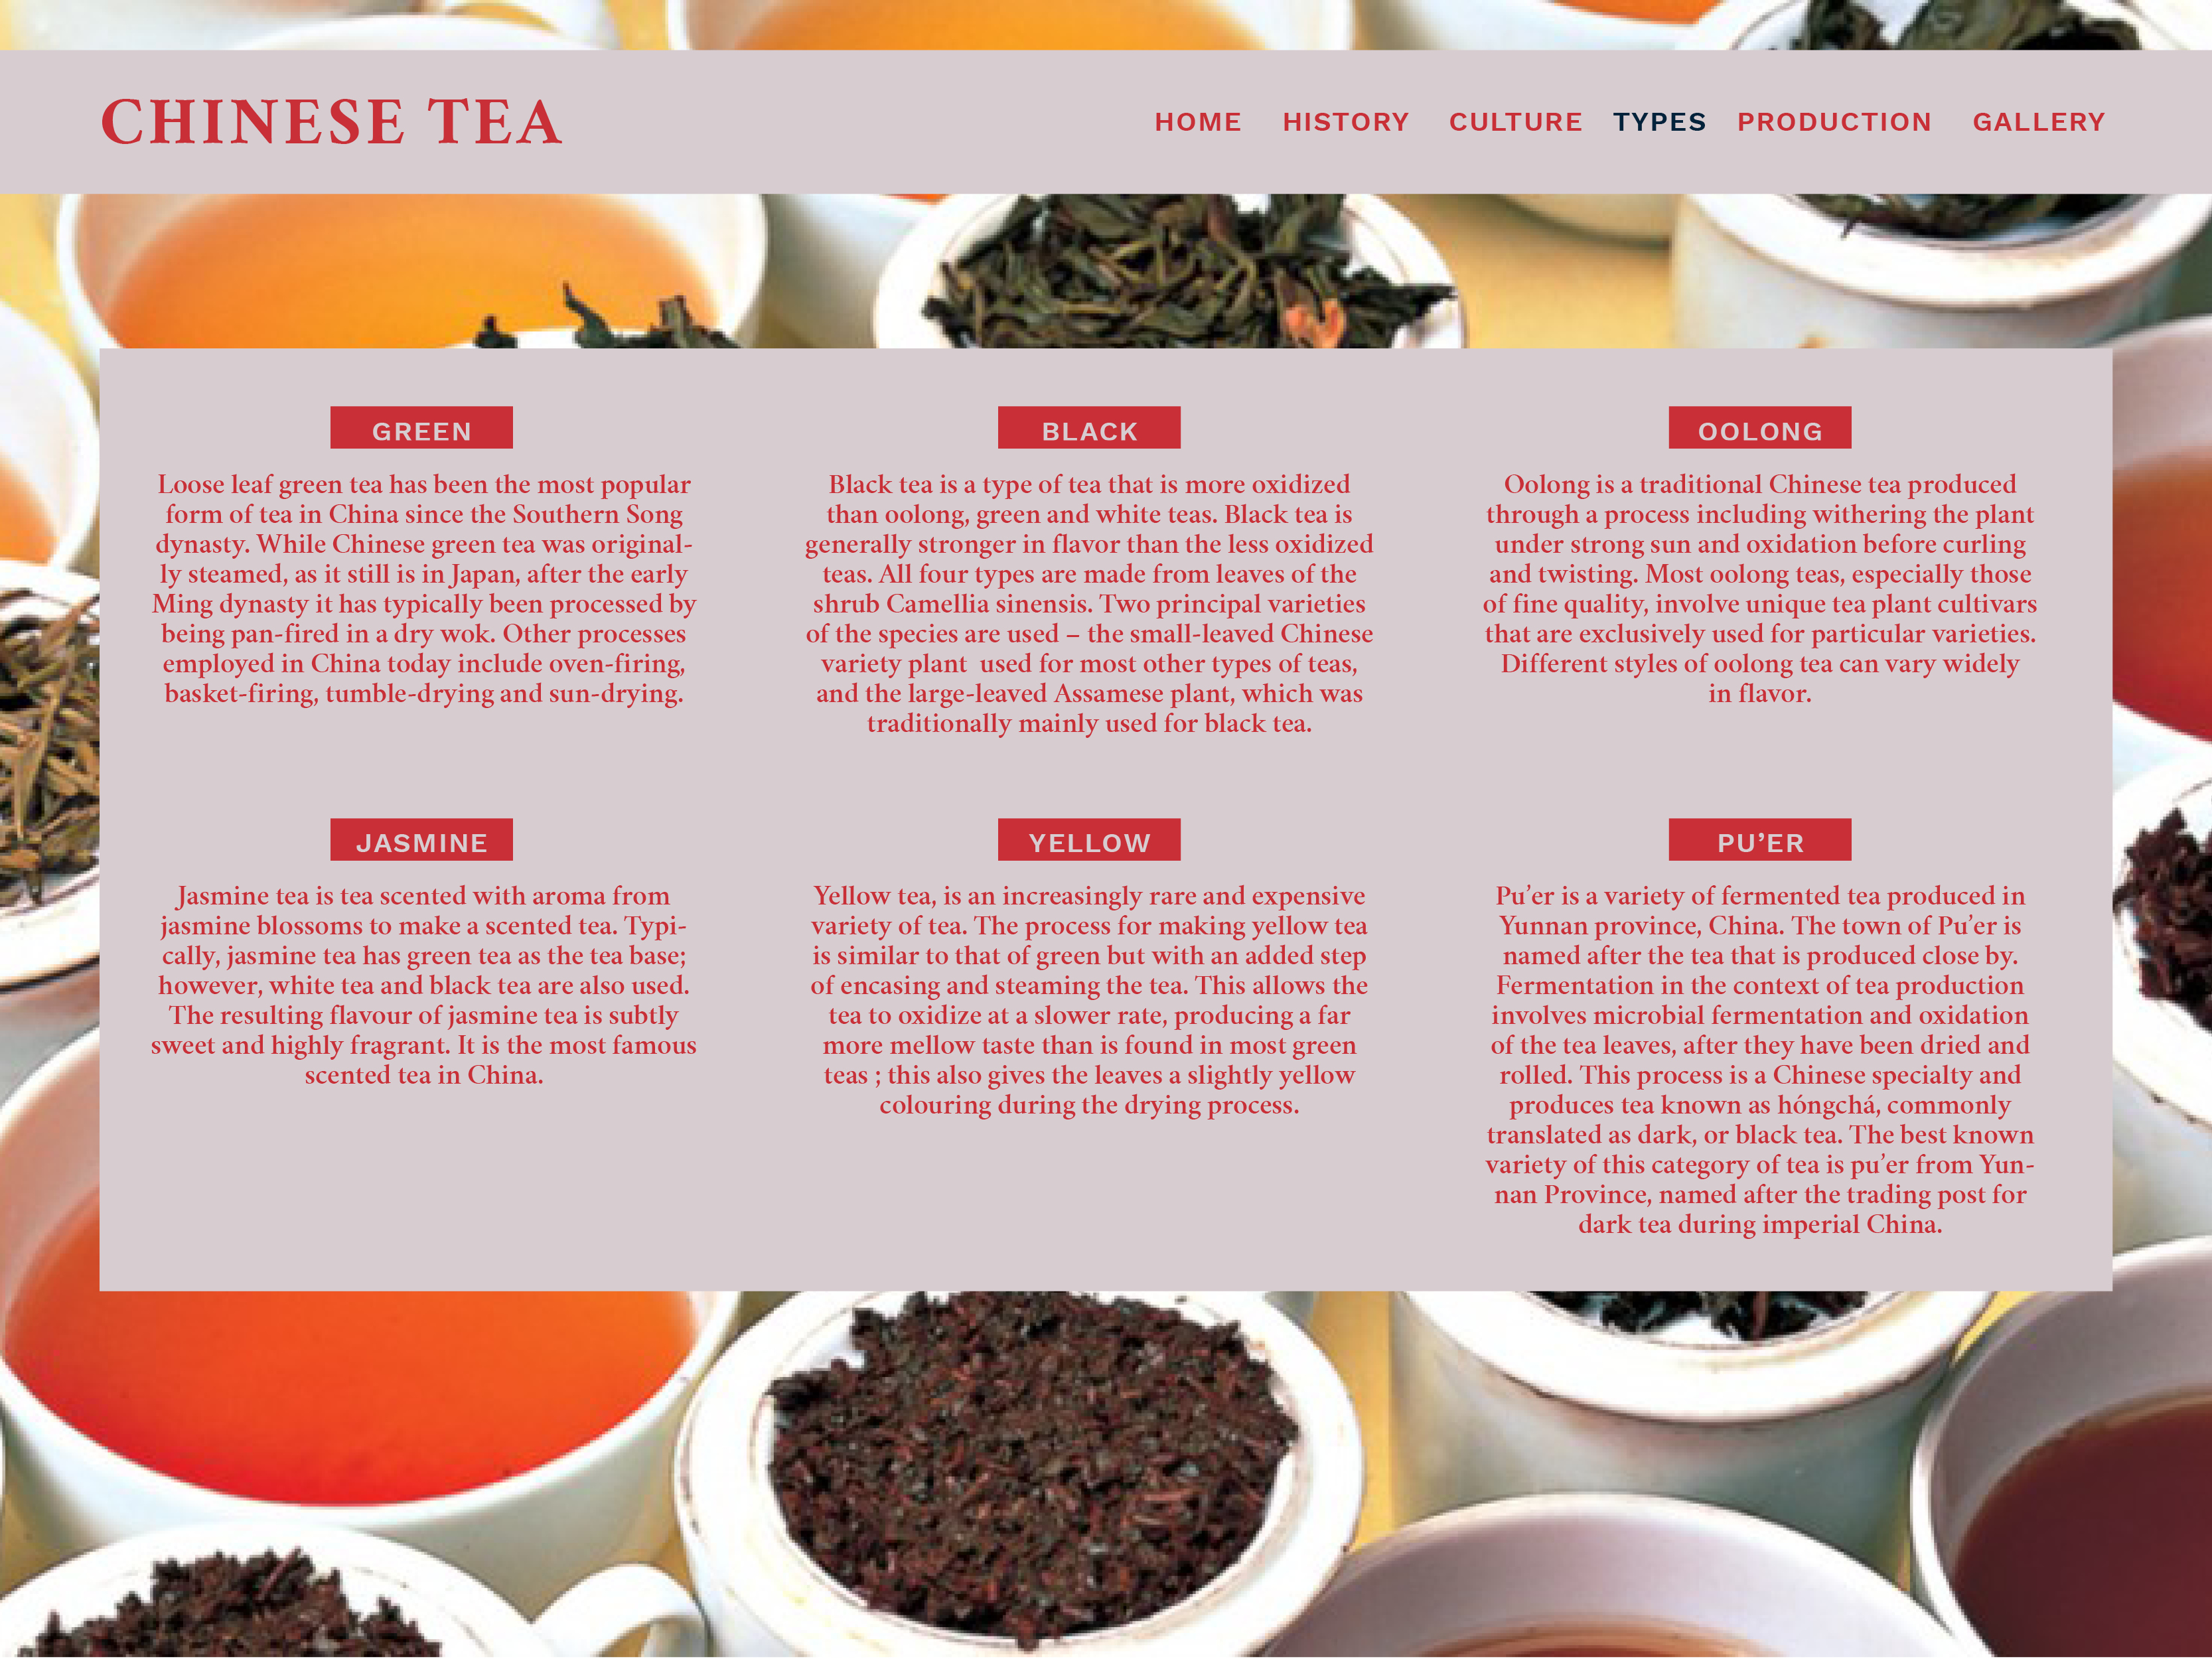 CHINESE TEA
HOME HISTORY CULTURE TYPES PRODUCTION GALLERY
GREEN
Loose leaf green tea has been the most popular
form of tea in China since the Southern Song
dynasty. While Chinese green tea was original-
ly steamed, as it still is in Japan, after the early
Ming dynasty it has typically been processed by
being pan-fired in a dry wok. Other processes
employed in China today include oven-firing,
basket-firing, tumble-drying and sun-drying.
BLACK
Black tea is a type of tea that is more oxidized
than oolong, green and white teas. Black tea is
generally stronger in flavor than the less oxidized
teas. All four types are made from leaves of the
shrub Camellia sinensis. Two principal varieties
of the species are used – the small-leaved Chinese
variety plant  used for most other types of teas,
and the large-leaved Assamese plant, which was
traditionally mainly used for black tea.
OOLONG
Oolong is a traditional Chinese tea produced
through a process including withering the plant
under strong sun and oxidation before curling
and twisting. Most oolong teas, especially those
of fine quality, involve unique tea plant cultivars
that are exclusively used for particular varieties.
Different styles of oolong tea can vary widely
in flavor.
JASMINE
Jasmine tea is tea scented with aroma from
jasmine blossoms to make a scented tea. Typi-
cally, jasmine tea has green tea as the tea base;
however, white tea and black tea are also used.
The resulting flavour of jasmine tea is subtly
sweet and highly fragrant. It is the most famous
scented tea in China.
YELLOW
Yellow tea, is an increasingly rare and expensive
variety of tea. The process for making yellow tea
is similar to that of green but with an added step
of encasing and steaming the tea. This allows the
tea to oxidize at a slower rate, producing a far
more mellow taste than is found in most green
teas ; this also gives the leaves a slightly yellow
colouring during the drying process.
PU’ER
Pu’er is a variety of fermented tea produced in
Yunnan province, China. The town of Pu’er is
named after the tea that is produced close by.
Fermentation in the context of tea production
involves microbial fermentation and oxidation
of the tea leaves, after they have been dried and
rolled. This process is a Chinese specialty and
produces tea known as hóngchá, commonly
translated as dark, or black tea. The best known
variety of this category of tea is pu’er from Yun-
nan Province, named after the trading post for
dark tea during imperial China.